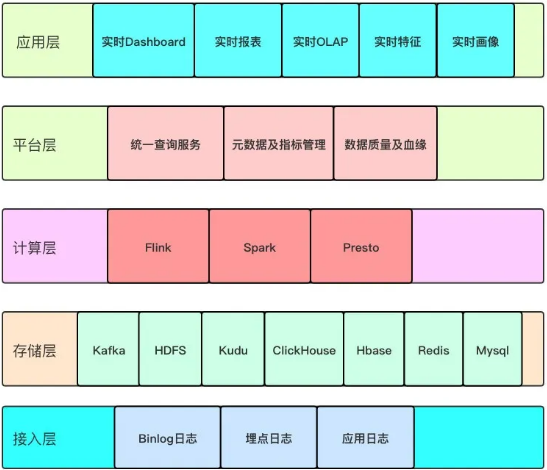 应用层 实时Dashboard 实时报表 实时OLAP 实时特征 实时画像
平台层 统一查询服务 元数据及指标管理 数据质量及血缘
计算层 Flink Spark Presto
存储层 Kafka HDFS Kudu ClickHouse Hbase Redis Mysql
接入层 Binlog日志 埋点日志 应用日志